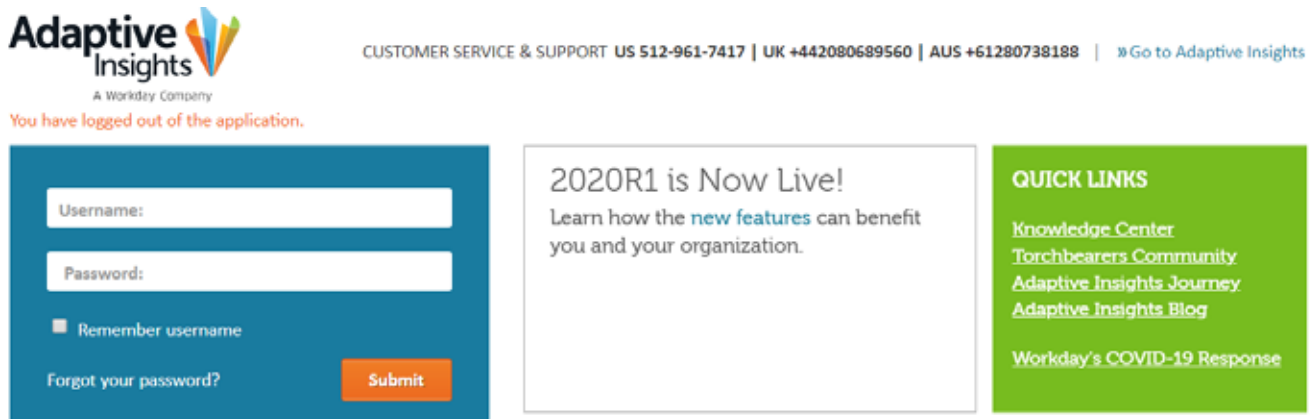 Adaptive
Insights
A Workday Company
CUSTOMER SERVICE & SUPPORT US 512-961-7417 | UK +442080689560 | AUS +61280738188 | »Go to Adaptive Insights
You have logged out of the application.
Username:
Password:
Remember username
Forgot your password?
Submit
2020R1 is Now Live!
Learn how the new features can benefit
you and your organization.
QUICK LINKS
Knowledge Center
Torchbearers Community
Adaptive Insights Journey
Adaptive Insights Blog
Workday's COVID-19 Response